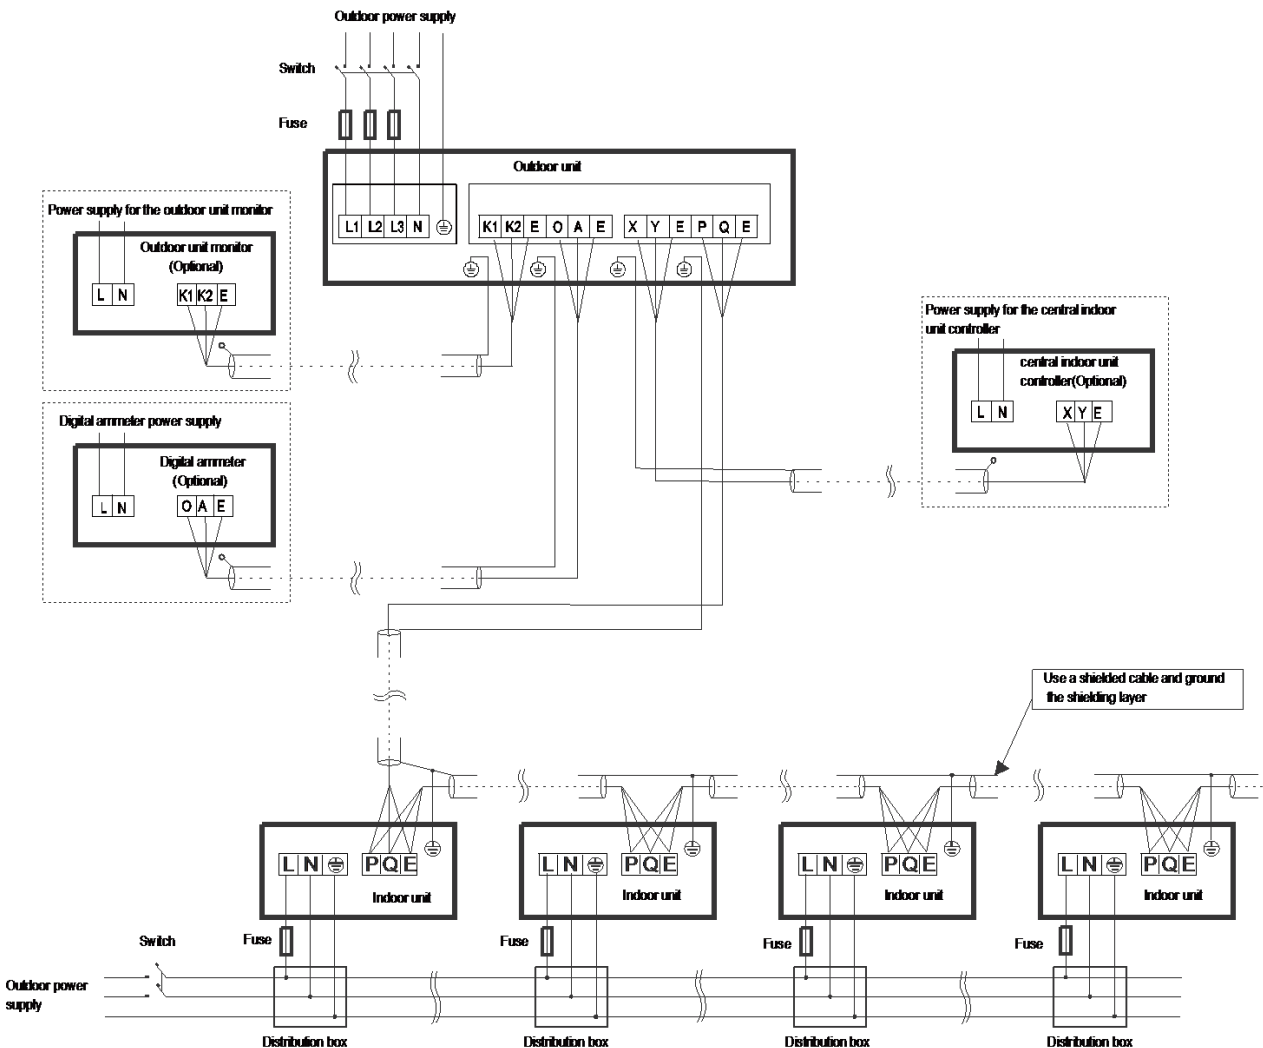 Outdoor power supply
Switch
Fuse
Outdoor unit
L1 L2 L3 N
K1 K2 E O A E
X Y E P Q E
Power supply for the outdoor unit monitor
Outdoor unit monitor
(Optional)
L N
K1 K2 E
Power supply for the central indoor
unit controller
central indoor unit
controller(Optional)
L N
X Y E
Digital ammeter power supply
Digital ammeter
(Optional)
L N
O A E
Use a shielded cable and ground
the shielding layer
L N
P Q E
Indoor unit
L N
P Q E
Indoor unit
L N
P Q E
Indoor unit
L N
P Q E
Indoor unit
Fuse
Fuse
Fuse
Fuse
Switch
Outdoor power
supply
Distribution box
Distribution box
Distribution box
Distribution box